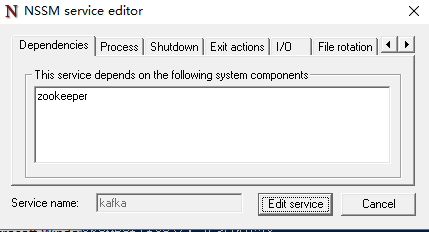 NSSM service editor
Dependencies Process Shutdown Exit actions I/O File rotation
This service depends on the following system components
zookeeper
Service name: kafka Edit service Cancel